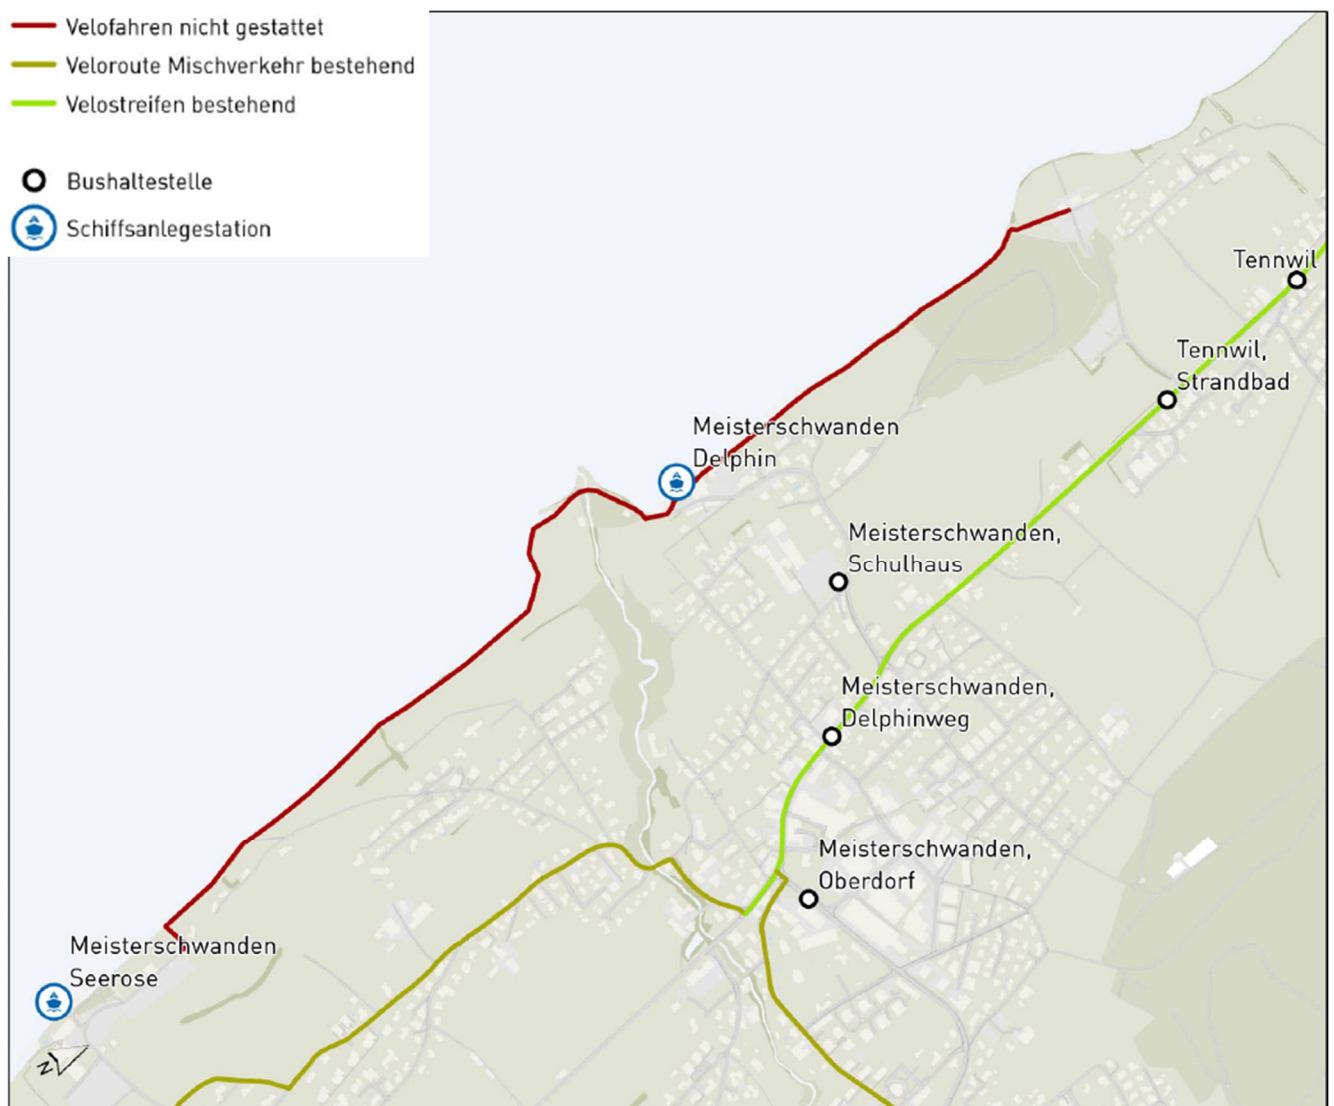 Velofahren nicht gestattet
Veloroute Mischverkehr bestehend
Velostreifen bestehend
Bushaltestelle
Schiffsanlegestation
Tennwil
Tennwil,
Strandbad
Meisterschwanden
Delphin
Meisterschwanden,
Schulhaus
Meisterschwanden,
Delphinweg
Meisterschwanden,
Oberdorf
Meisterschwanden
Seerose
N